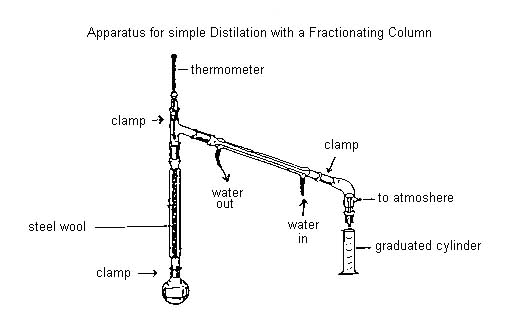 Apparatus for simple Distilation with a Fractionating Column
thermometer
clamp
clamp
to atmoshere
water
out
water
in
steel wool
graduated cylinder
clamp